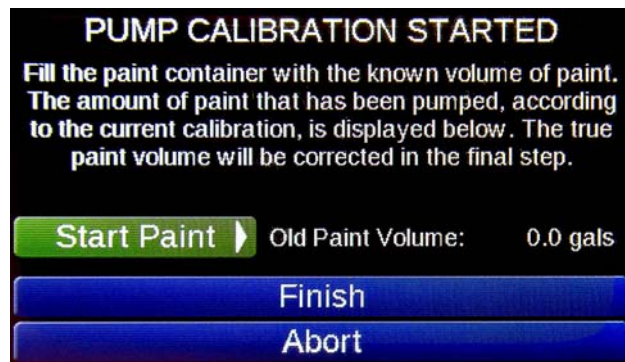 PUMP CALIBRATION STARTED
Fill the paint container with the known volume of paint.
The amount of paint that has been pumped, according
to the current calibration, is displayed below. The true
paint volume will be corrected in the final step.
Start Paint Old Paint Volume: 0.0 gals
Finish
Abort